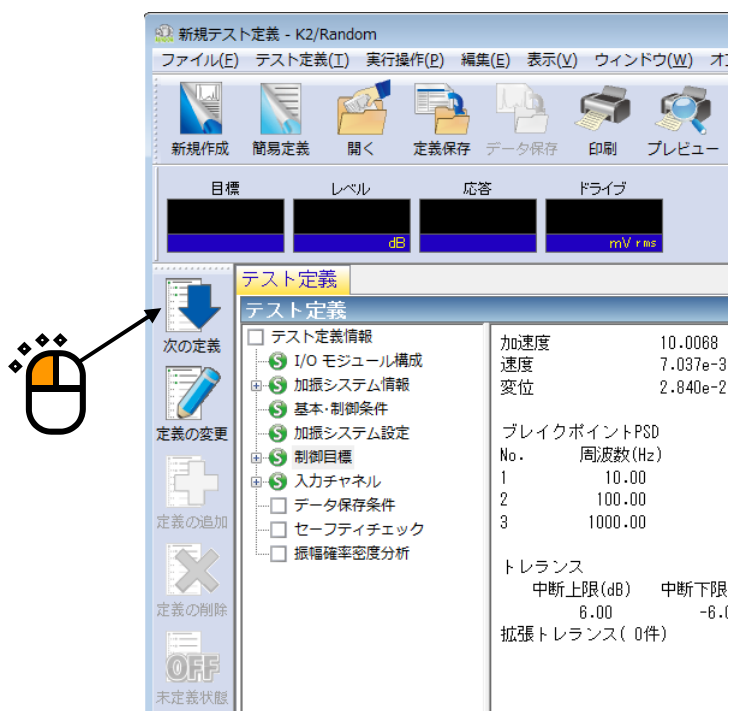 新規テスト定義 - K2/Random
ファイル(F) テスト定義(T) 実行操作(P) 編集(E) 表示(V) ウィンドウ(W)
新規作成 簡易定義 開く 定義保存 データ保存 印刷 プレビュー
目標 レベル 応答 ドライブ
dB mV rms
テスト定義
テスト定義
次の定義
定義の変更
定義の追加
定義の削除
OFF
未定義状態
テスト定義情報
I/O モジュール構成
加振システム情報
基本・制御条件
加振システム設定
制御目標
入力チャネル
データ保存条件
セーフティチェック
振幅確率密度分析
加速度 10.0068
速度 7.037e-3
変位 2.840e-2
ブレイクポイントPSD
No. 周波数(Hz)
1 10.00
2 100.00
3 1000.00
トレランス
中断上限(dB) 中断下限
6.00 -6.0
拡張トレランス( 0件)